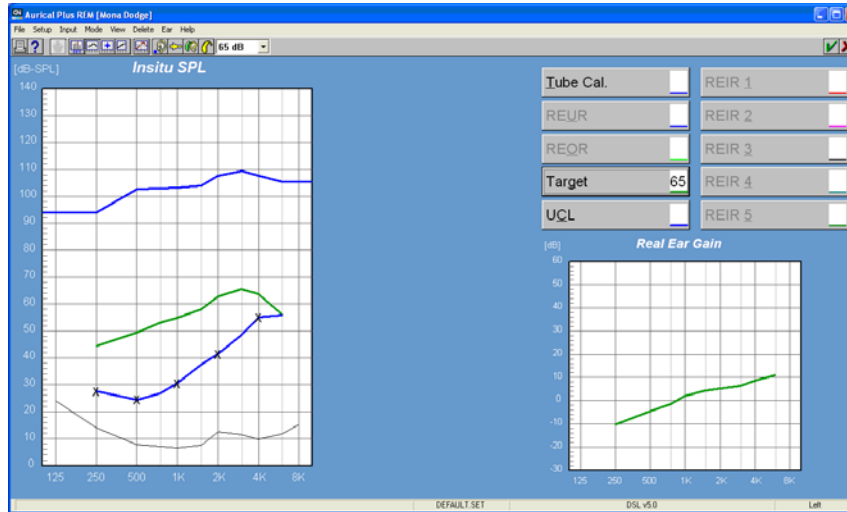 Aurical Plus REM [Mona Dodge]
File Setup Input Mode View Delete Ear Help
65 dB
[dB-SPL] Insitu SPL
140
130
120
110
100
90
80
70
60
50
40
30
20
10
0
125 250 500 1K 2K 4K 8K
Tube Cal. REIR 1
REUR REIR 2
REOR REIR 3
Target 65 REIR 4
UCL REIR 5
[dB] Real Ear Gain
60
50
40
30
20
10
0
-10
-20
-30
125 250 500 1K 2K 4K 8K
DEFAULT.SET DSL v5.0 Left